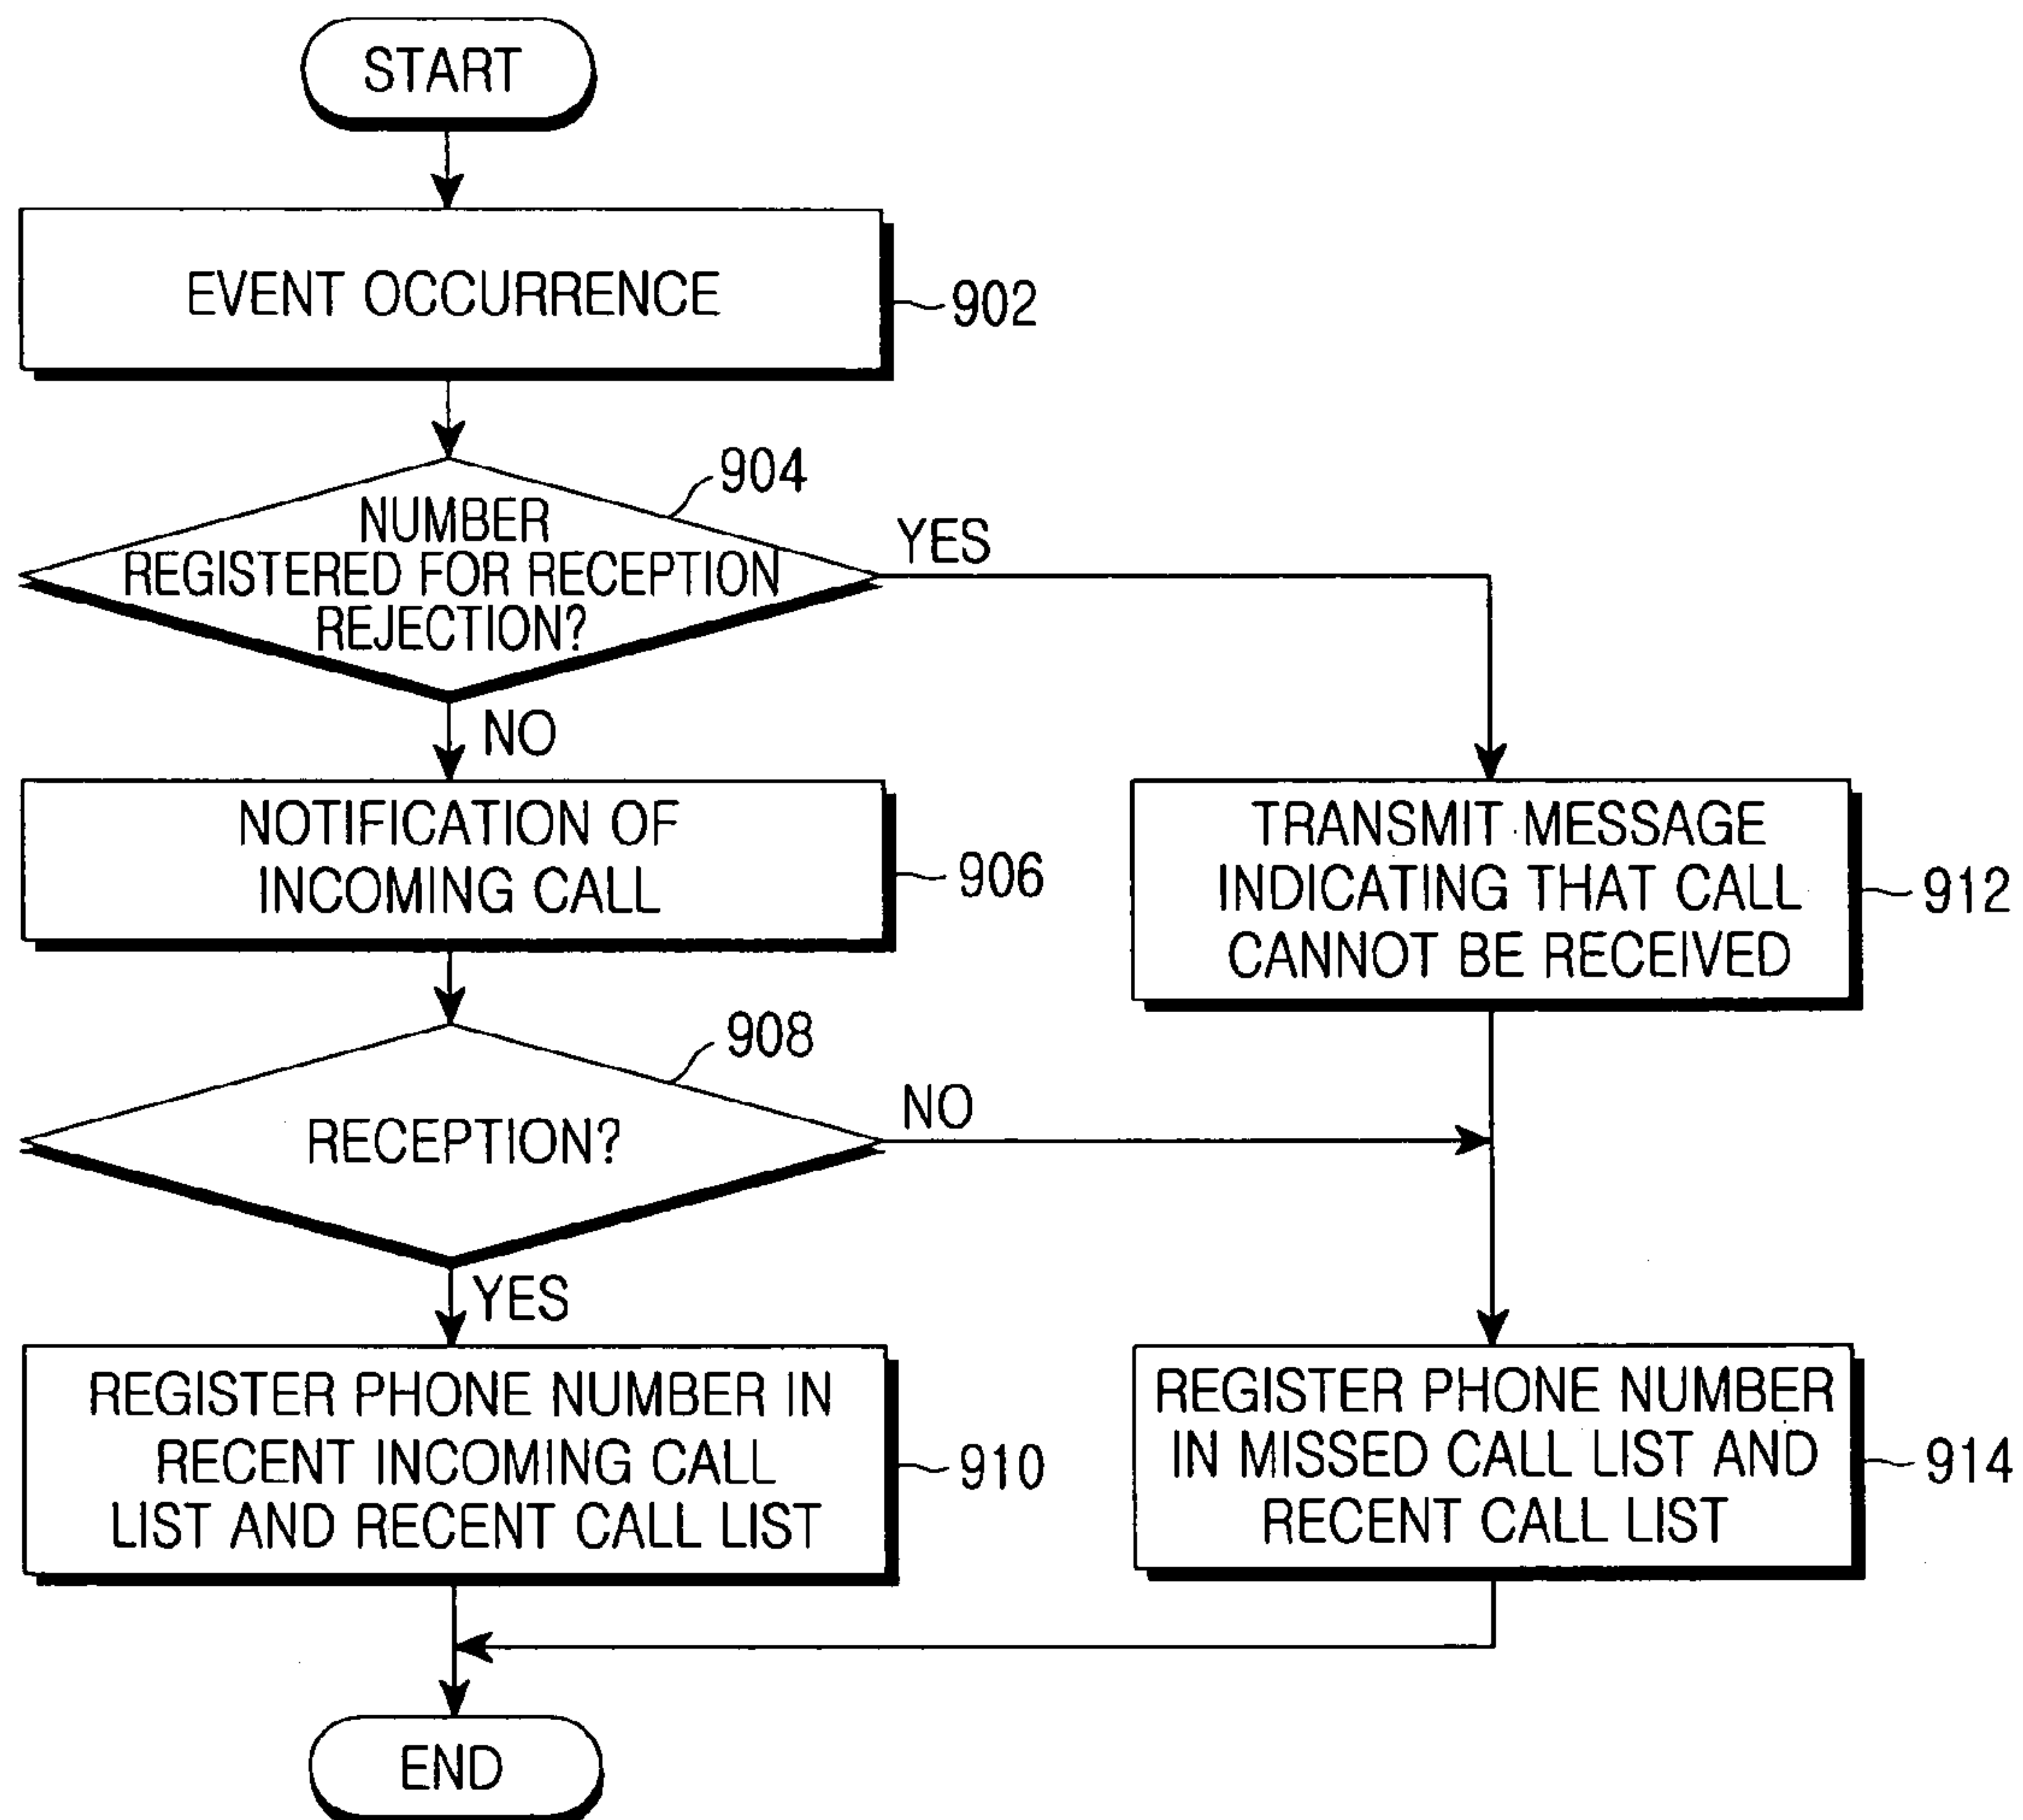 START
EVENT OCCURRENCE
902
904
NUMBER
REGISTERED FOR RECEPTION
REJECTION?
YES
NO
NOTIFICATION OF
INCOMING CALL
906
TRANSMIT MESSAGE
INDICATING THAT CALL
CANNOT BE RECEIVED
912
908
RECEPTION?
NO
YES
REGISTER PHONE NUMBER IN
RECENT INCOMING CALL
LIST AND RECENT CALL LIST
910
REGISTER PHONE NUMBER
IN MISSED CALL LIST AND
RECENT CALL LIST
914
END